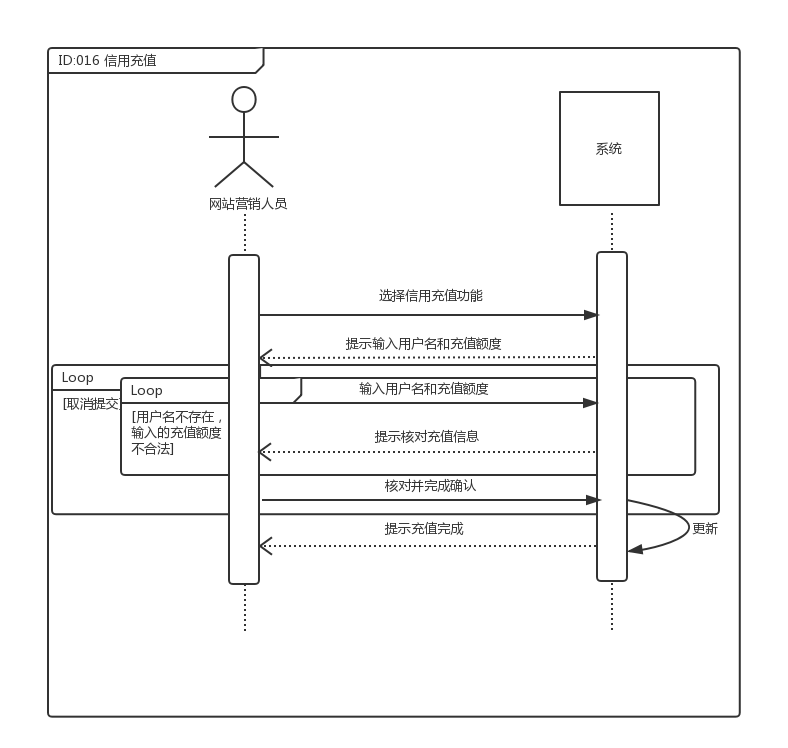 ID:016 信用充值
系统
网站营销人员
选择信用充值功能
提示输入用户名和充值额度
Loop
[取消提交]
Loop
输入用户名和充值额度
[用户名不存在，
输入的充值额度
不合法]
提示核对充值信息
核对并完成确认
提示充值完成
更新